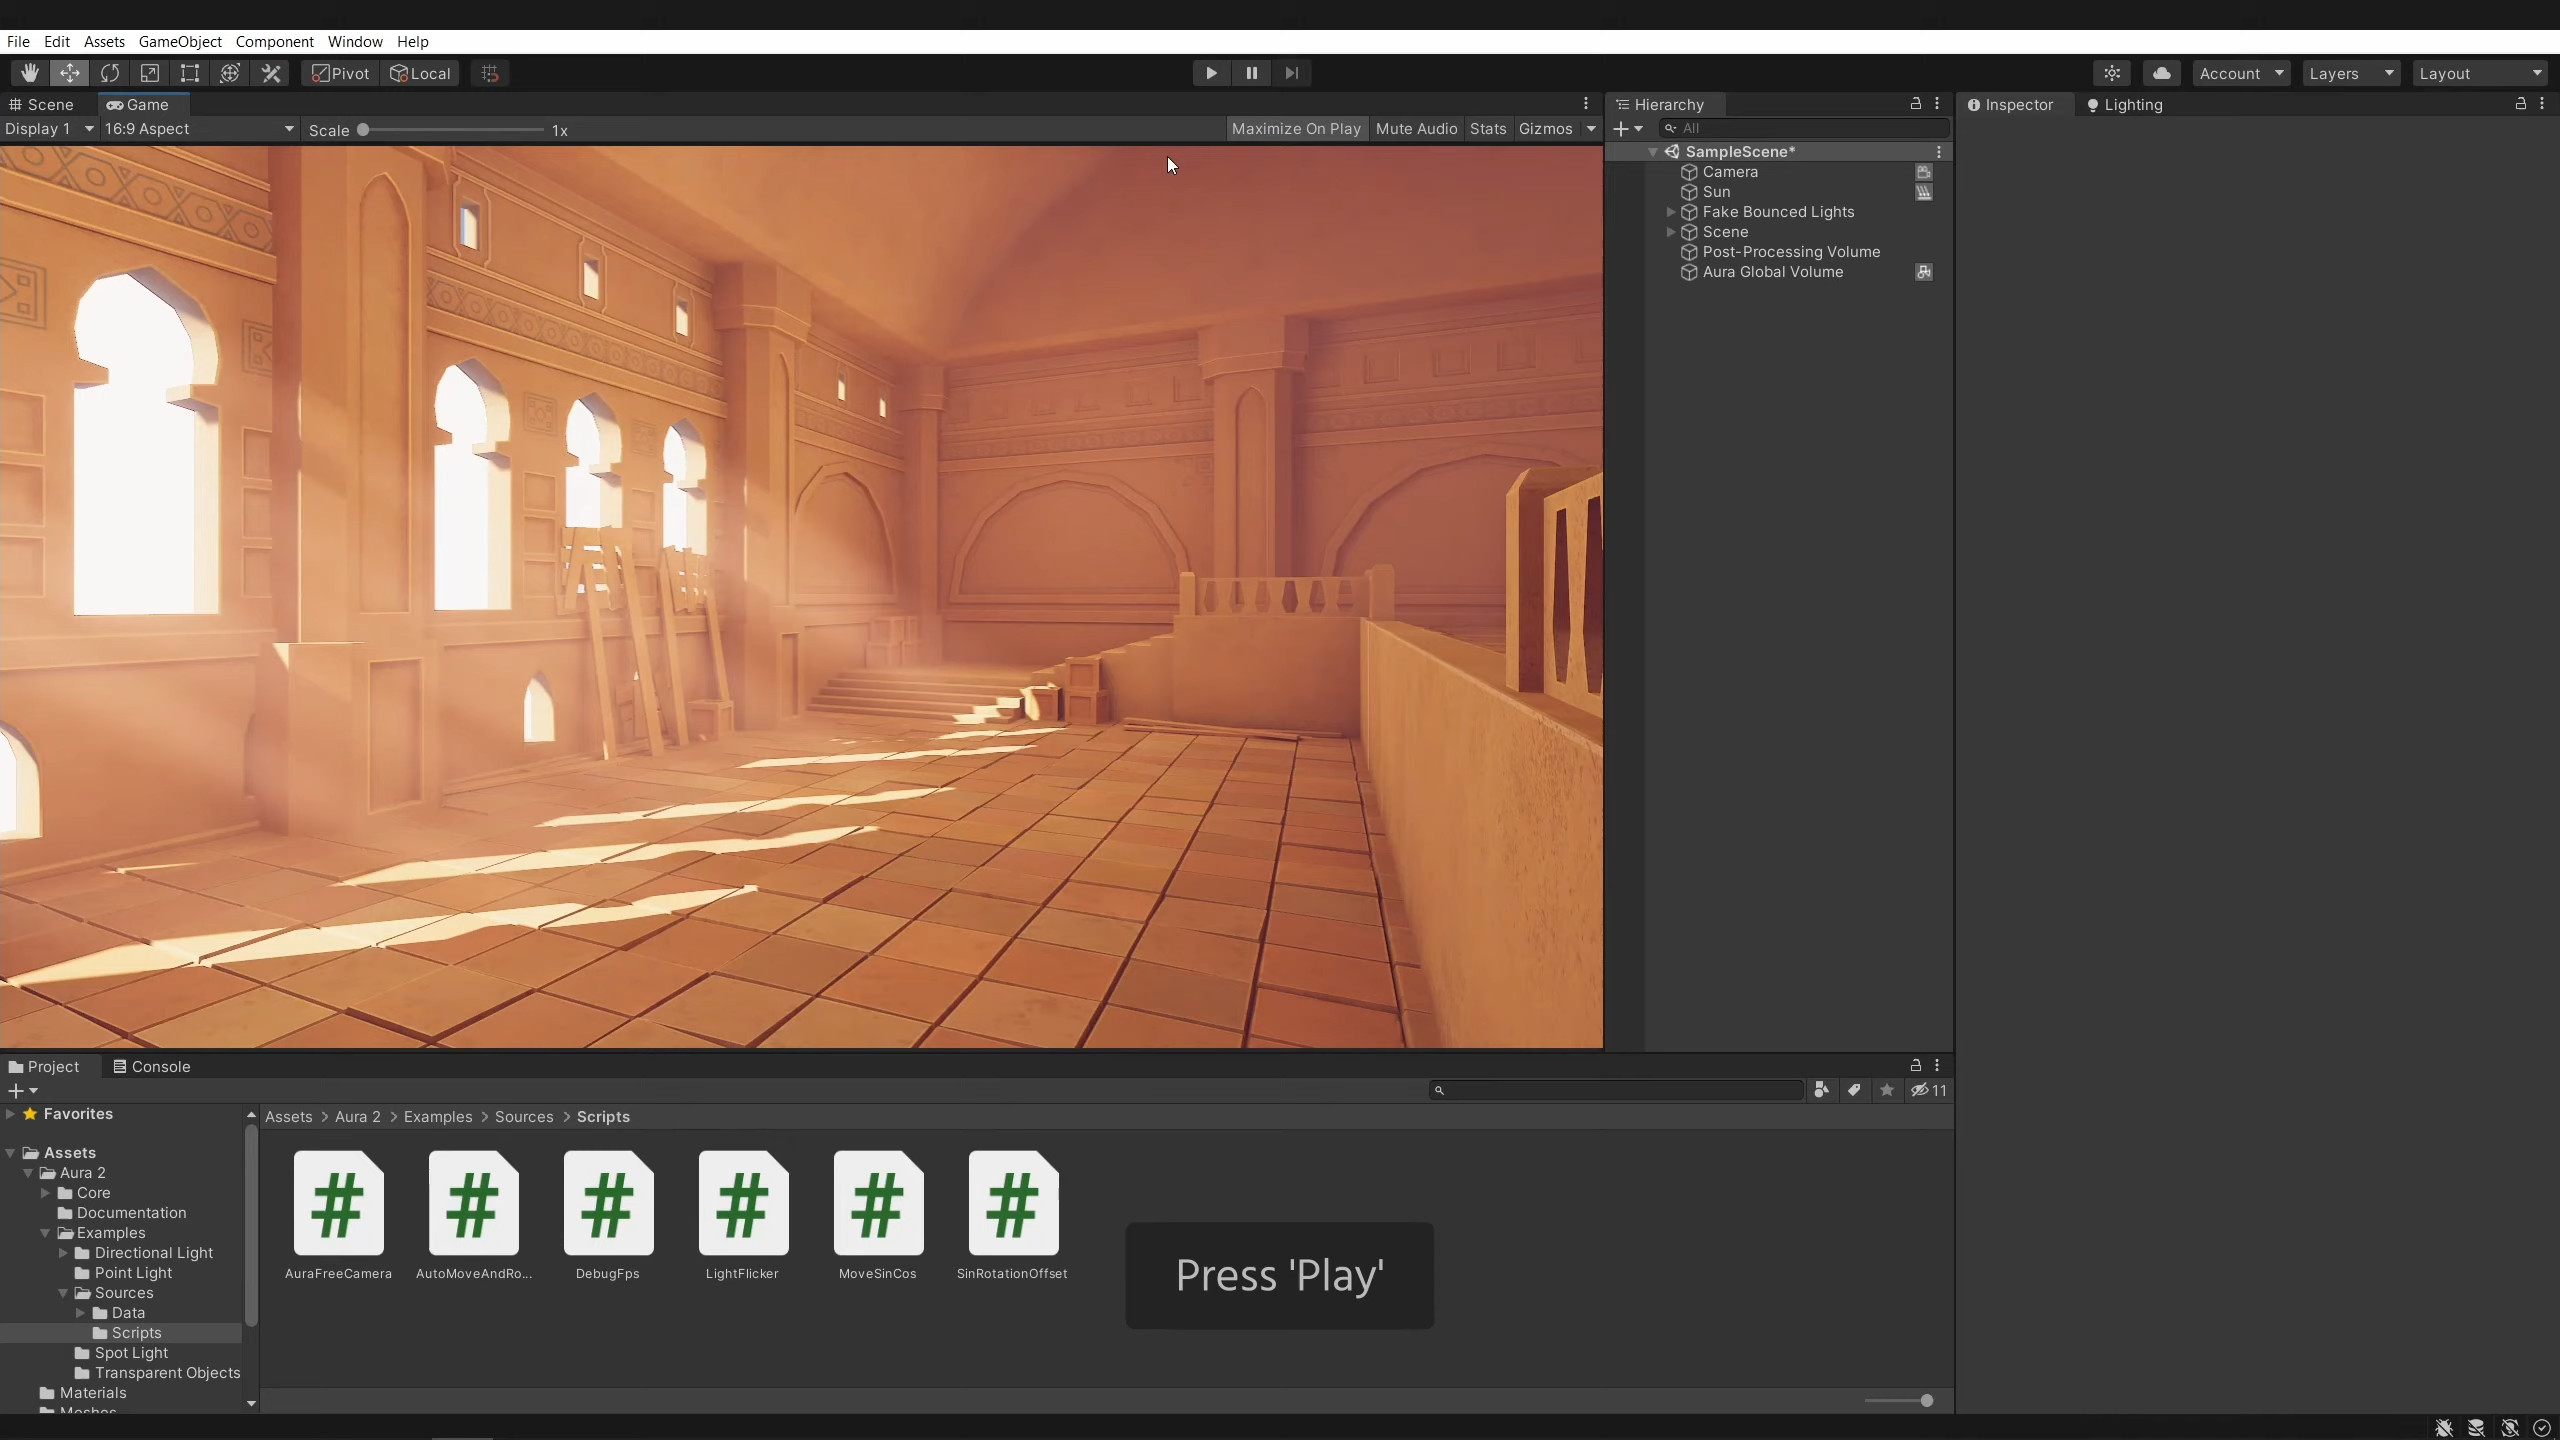 File Edit Assets GameObject Component Window Help
Pivot Local
Account Layers Layout
Scene Game
Display 1 16:9 Aspect Scale 1x Maximize On Play Mute Audio Stats Gizmos
Hierarchy
All
SampleScene*
Camera
Sun
Fake Bounced Lights
Scene
Post-Processing Volume
Aura Global Volume
Inspector Lighting
Project Console
11
Favorites
Assets
Aura 2
Core
Documentation
Examples
Directional Light
Point Light
Sources
Data
Scripts
Spot Light
Transparent Objects
Materials
Meshes
Assets > Aura 2 > Examples > Sources > Scripts
AuraFreeCamera AutoMoveAndRo... DebugFps LightFlicker MoveSinCos SinRotationOffset
Press 'Play'